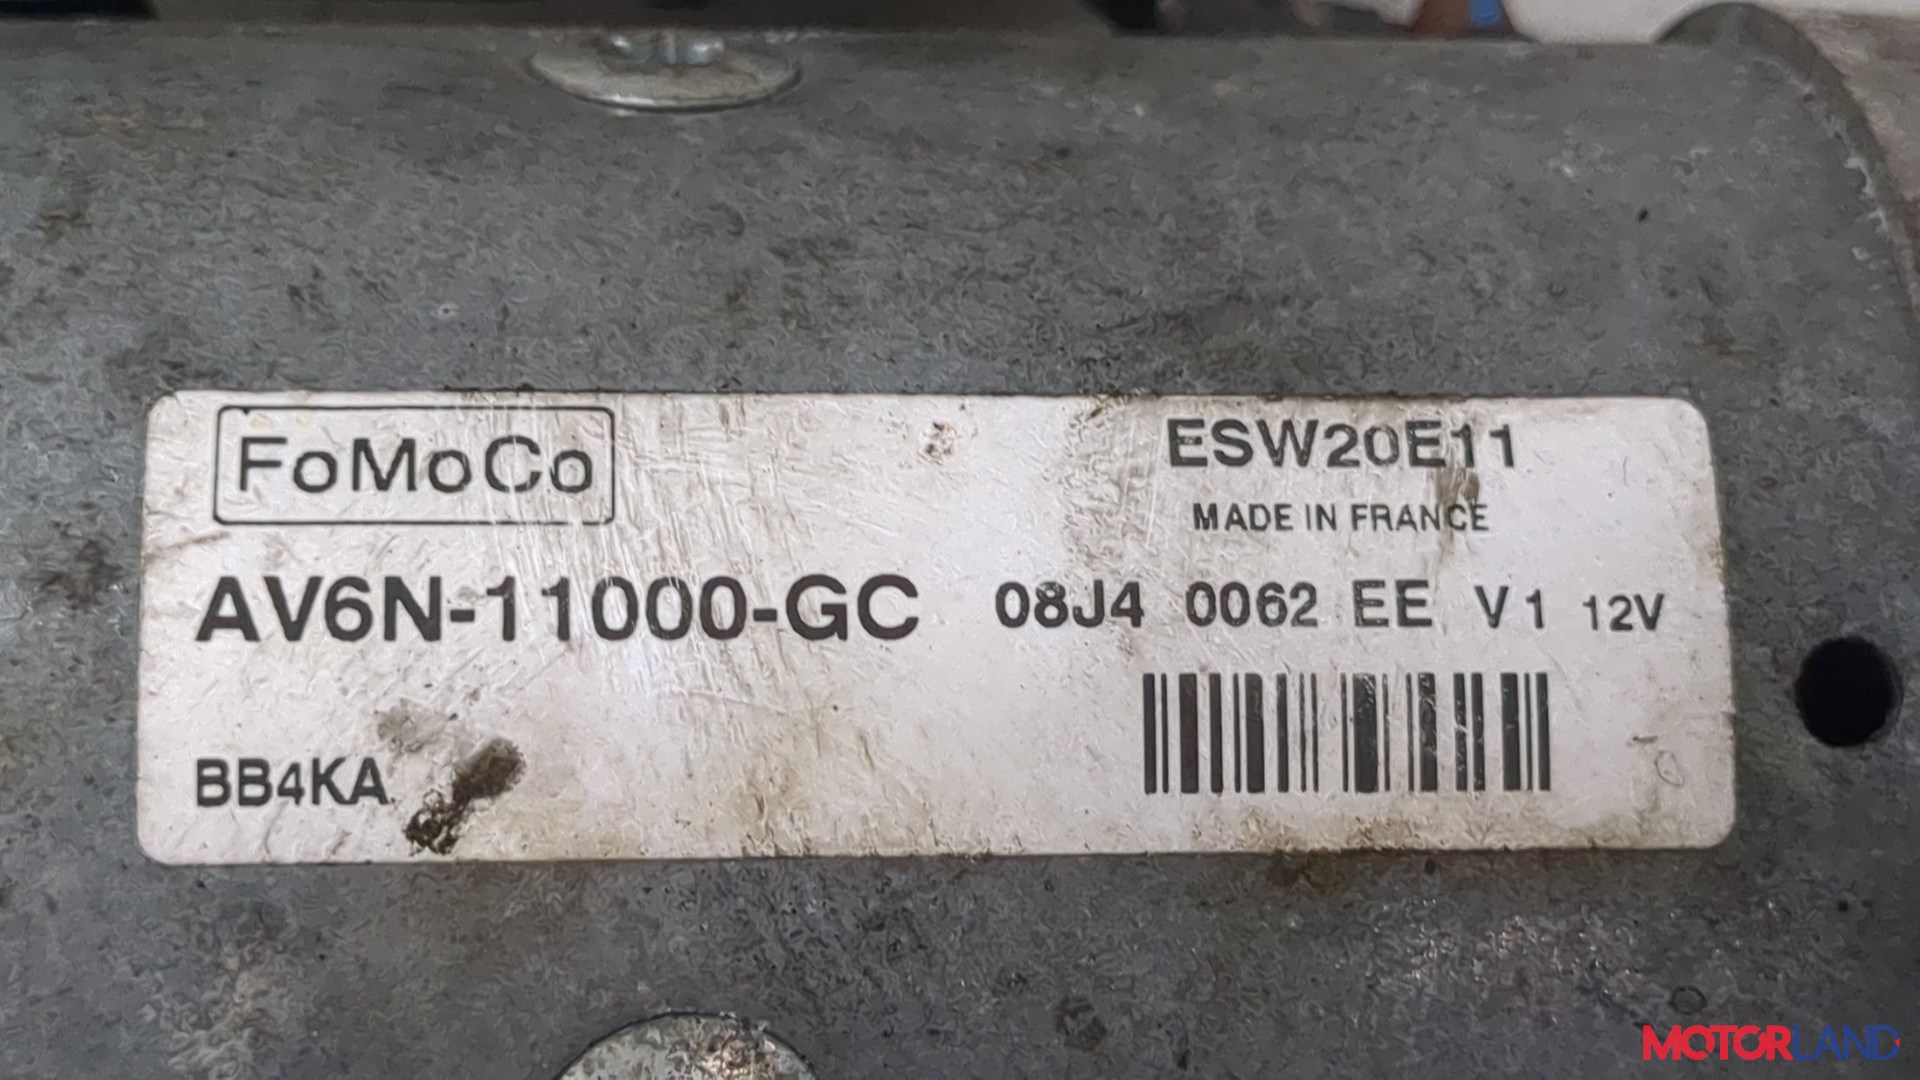 FoMoCo
ESW20E11
MADE IN FRANCE
AV6N-11000-GC 08J4 0062 EE V1 12V
BB4KA
MOTORLAND